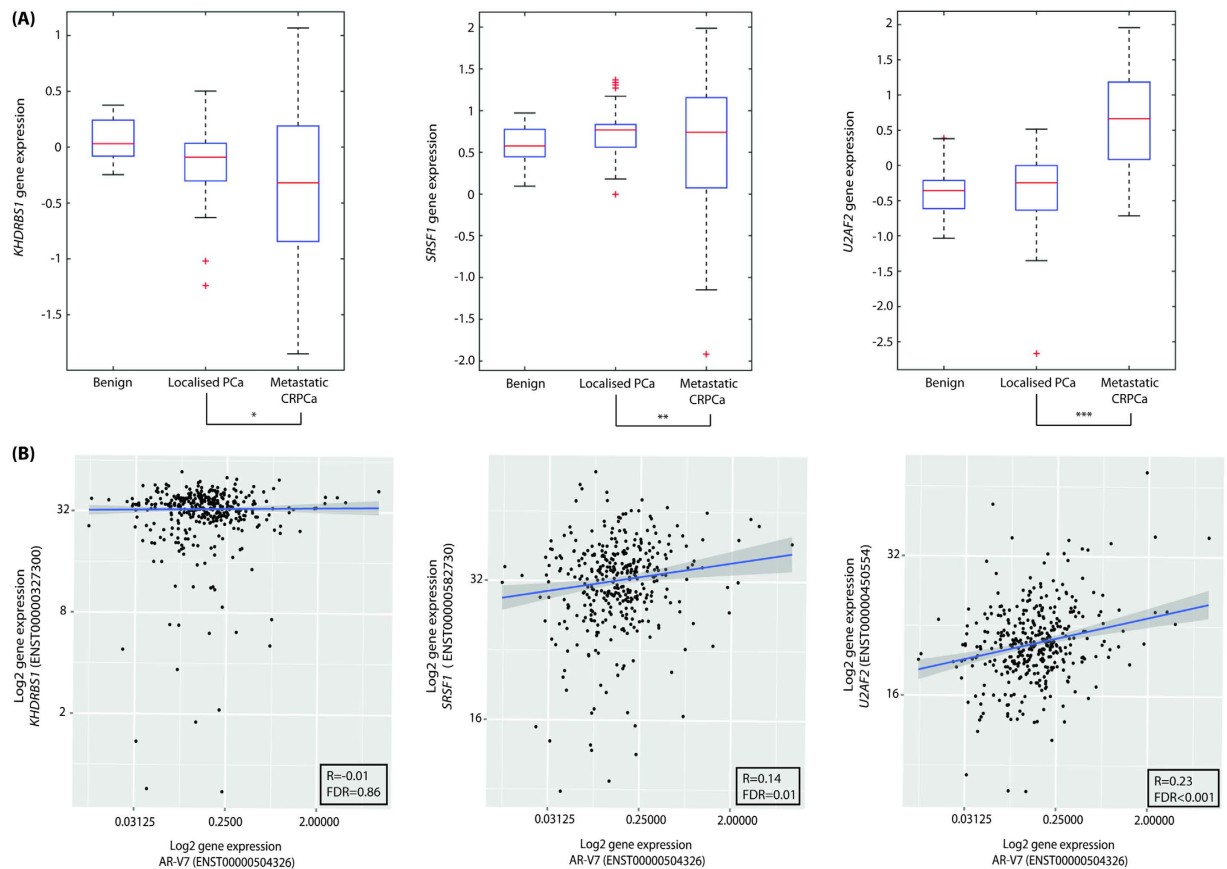 (A)
KHDRBS1 gene expression
1
0.5
0
-0.5
-1
-1.5
Benign
Localised PCa
Metastatic
CRPCa
*
SRSF1 gene expression
2
1.5
1.0
0.5
0
-0.5
-1.0
-1.5
-2.0
Benign
Localised PCa
Metastatic
CRPCa
**
U2AF2 gene expression
2
1.5
1.0
0.5
0
-0.5
-1.0
-1.5
-2.0
-2.5
Benign
Localised PCa
Metastatic
CRPCa
***
(B)
Log2 gene expression
KHDRBS1 (ENST00000327300)
32
8
2
R=-0.01
FDR=0.86
0.03125
0.25000
2.00000
Log2 gene expression
AR-V7 (ENST00000504326)
Log2 gene expression
SRSF1 ( ENST00000582730)
32
16
R=0.14
FDR=0.01
0.03125
0.25000
2.00000
Log2 gene expression
AR-V7 (ENST00000504326)
Log2 gene expression
U2AF2 (ENST00000450554)
32
16
R=0.23
FDR<0.001
0.03125
0.25000
2.00000
Log2 gene expression
AR-V7 (ENST00000504326)